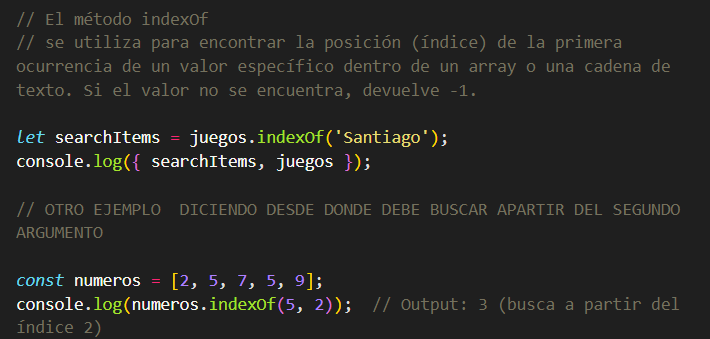 // El método indexOf
// se utiliza para encontrar la posición (índice) de la primera
ocurrencia de un valor específico dentro de un array o una cadena de
texto. Si el valor no se encuentra, devuelve -1.
let searchItems = juegos.indexOf('Santiago');
console.log({ searchItems, juegos });
// OTRO EJEMPLO  DICIENDO DESDE DONDE DEBE BUSCAR APARTIR DEL SEGUNDO
ARGUMENTO
const numeros = [2, 5, 7, 5, 9];
console.log(numeros.indexOf(5, 2));  // Output: 3 (busca a partir del
índice 2)